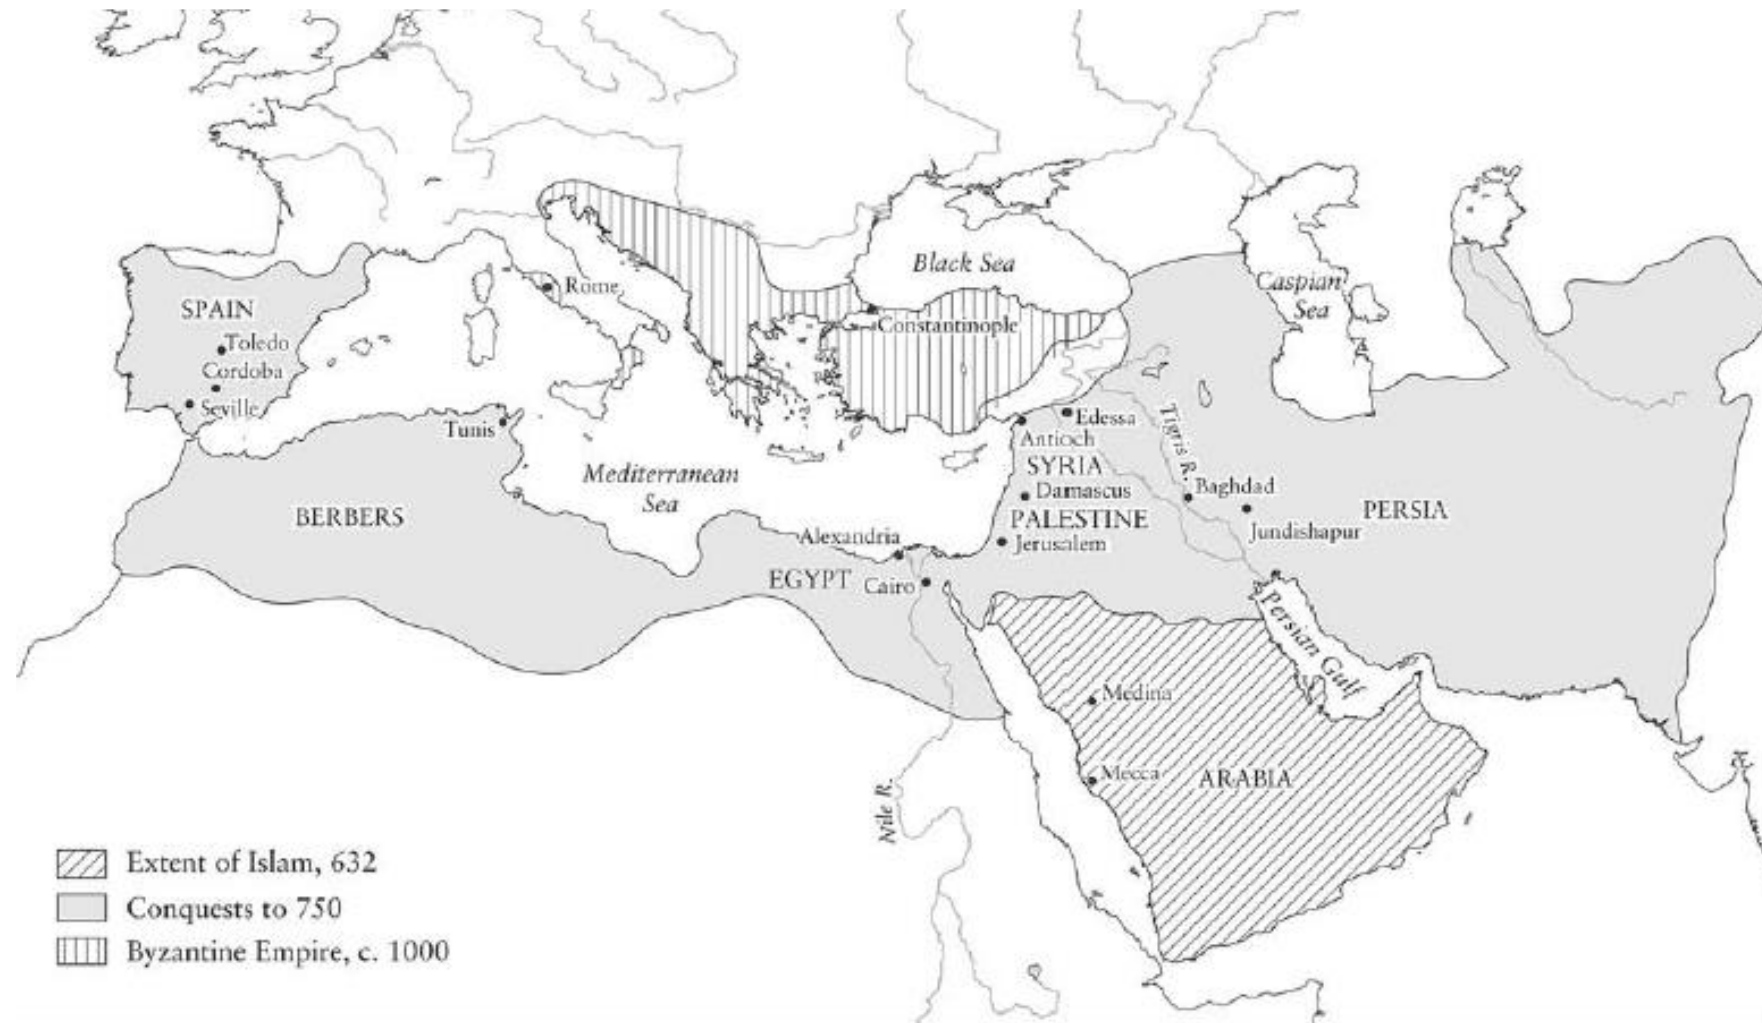 Black Sea
Caspian
Sea
Rome
SPAIN
Constantinople
Toledo
Cordoba
Seville
Tunis
Edessa
Antioch
Tigris R.
SYRIA
Mediterranean
Sea
Damascus
Baghdad
BERBERS
PALESTINE
PERSIA
Alexandria
Jerusalem
Jundishapur
EGYPT
Cairo
Persian Gulf
Medina
Mecca
ARABIA
Nile R.
Extent of Islam, 632
Conquests to 750
Byzantine Empire, c. 1000